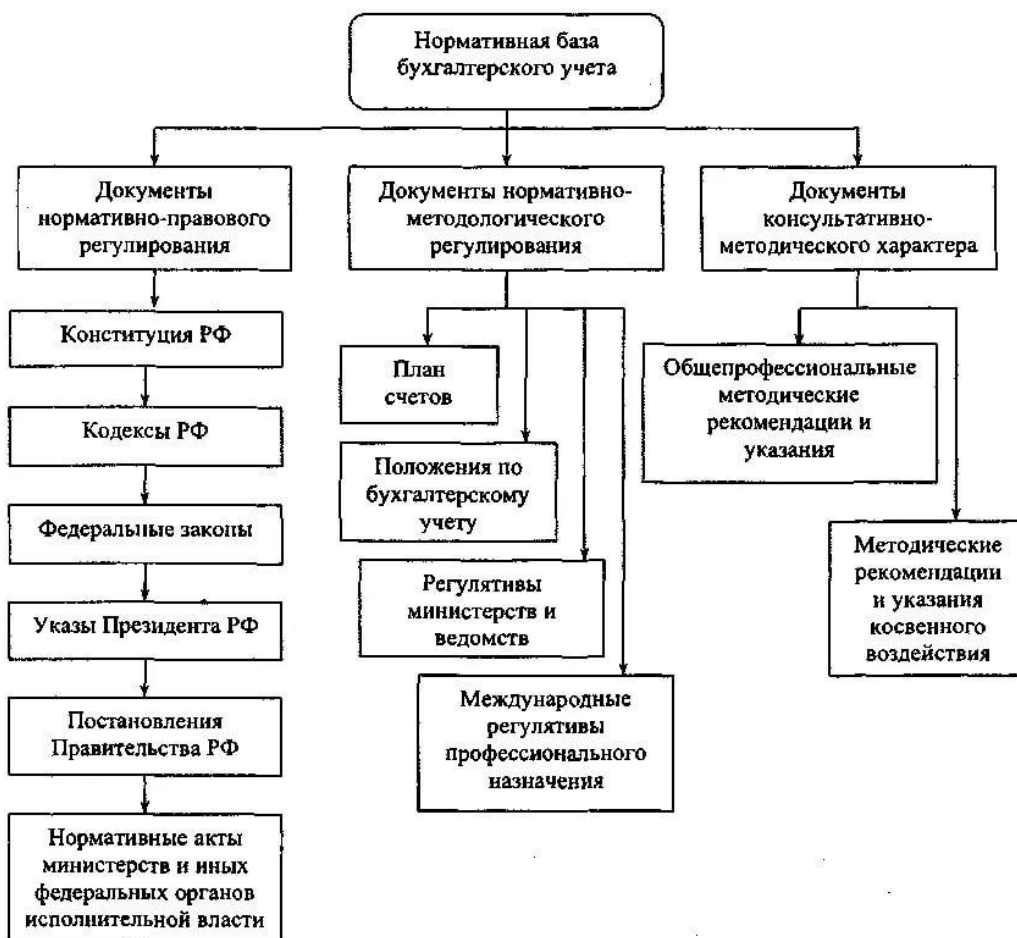 Нормативная база
бухгалтерского учета
Документы
нормативно-правового
регулирования
Конституция РФ
Кодексы РФ
Федеральные законы
Указы Президента РФ
Постановления
Правительства РФ
Нормативные акты
министерств и иных
федеральных органов
исполнительной власти
Документы нормативно-
методологического
регулирования
План
счетов
Положения по
бухгалтерскому
учету
Регулятивы
министерств и
ведомств
Международные
регулятивы
профессионального
назначения
Документы
консультативно-
методического характера
Общепрофессиональные
методические
рекомендации и
указания
Методические
рекомендации
и указания
косвенного
воздействия